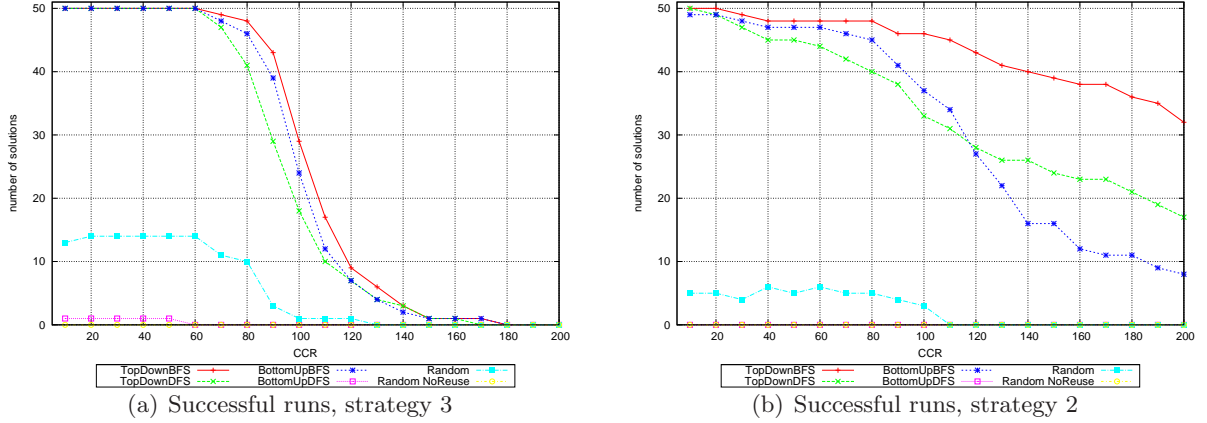 50
40
30
20
10
0
number of solutions
20 40 60 80 100 120 140 160 180 200
CCR
TopDownBFS BottomUpBFS Random
TopDownDFS BottomUpDFS Random NoReuse
(a) Successful runs, strategy 3
50
40
30
20
10
0
number of solutions
20 40 60 80 100 120 140 160 180 200
CCR
TopDownBFS BottomUpBFS Random
TopDownDFS BottomUpDFS Random NoReuse
(b) Successful runs, strategy 2